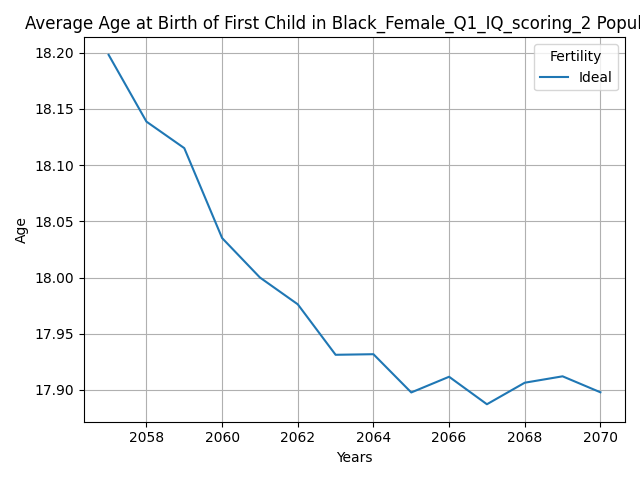 Average Age at Birth of First Child in Black_Female_Q1_IQ_scoring_2 Popul
18.20
18.15
18.10
18.05
18.00
17.95
17.90
Age
Fertility
Ideal
2058 2060 2062 2064 2066 2068 2070
Years